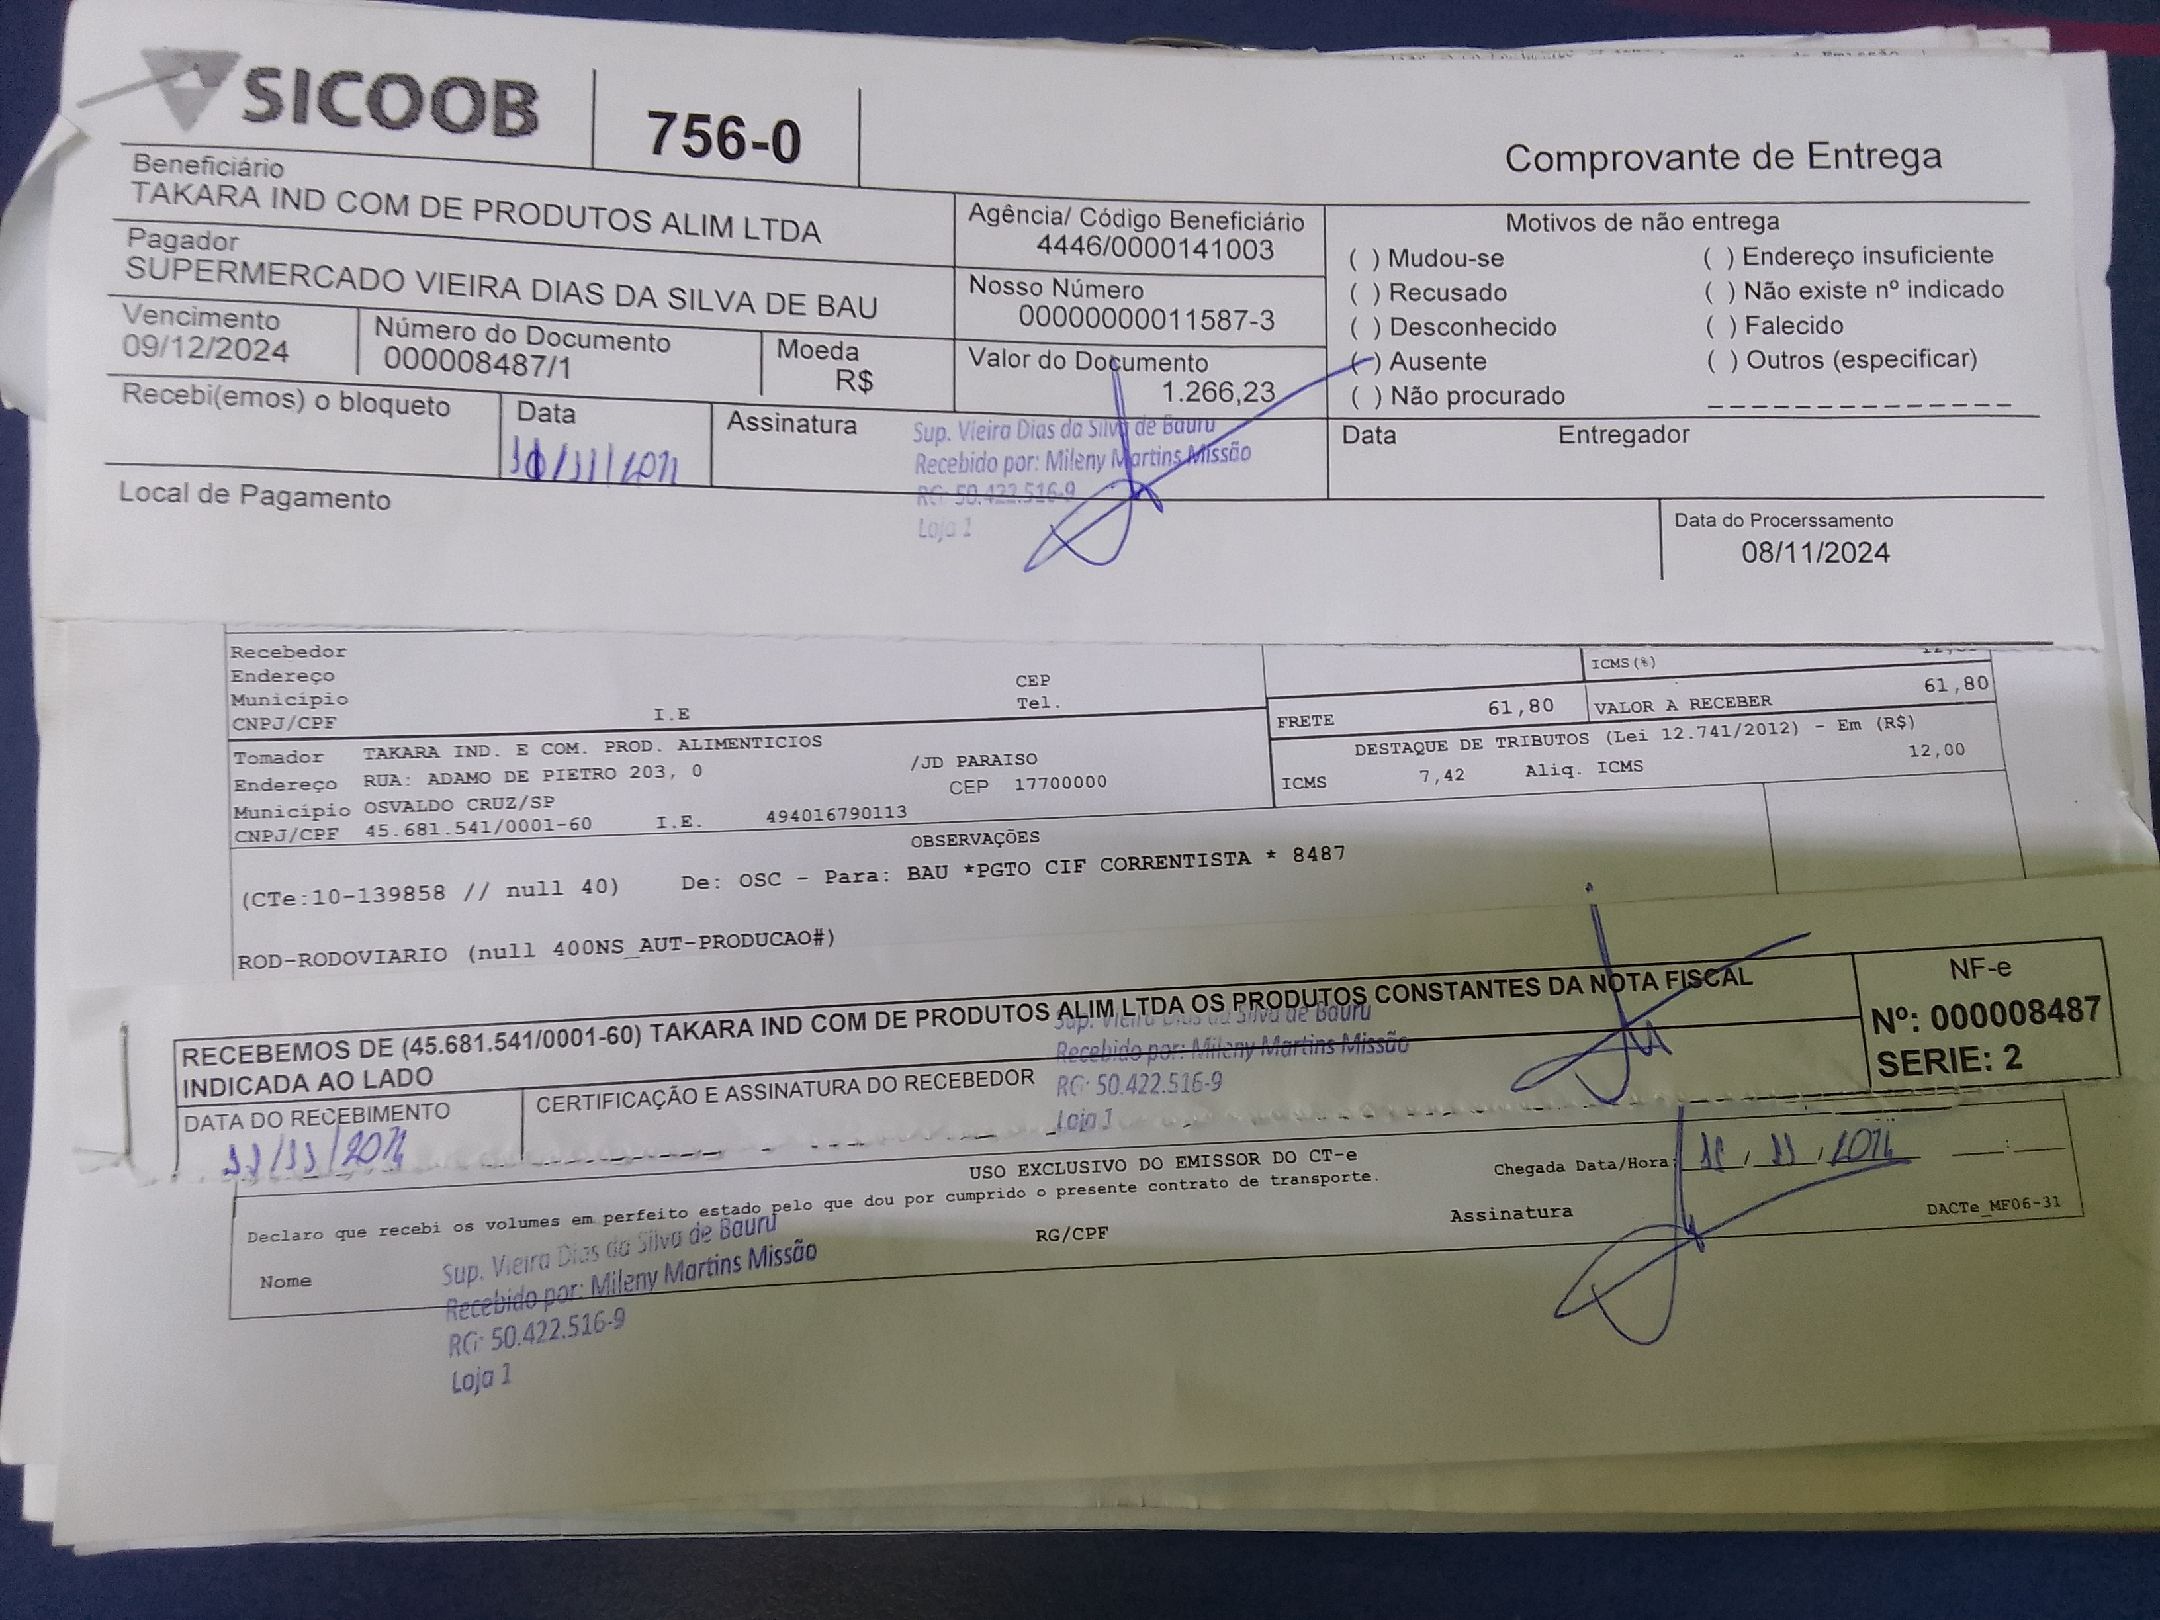 SICOOB
756-0
Comprovante de Entrega
Beneficiário
TAKARA IND COM DE PRODUTOS ALIM LTDA
Agência/ Código Beneficiário
4446/0000141003
Pagador
SUPERMERCADO VIEIRA DIAS DA SILVA DE BAU
Nosso Número
00000000011587-3
Vencimento
09/12/2024
Número do Documento
000008487/1
Moeda
R$
Valor do Documento
1.266,23
Motivos de não entrega
( ) Mudou-se
( ) Endereço insuficiente
( ) Recusado
( ) Não existe nº indicado
( ) Desconhecido
( ) Falecido
( ) Ausente
( ) Outros (especificar)
( ) Não procurado
Recebi(emos) o bloqueto
Data
Assinatura
Sup. Vieira Dias da Silva de Bauru
Recebido por: Mileny Martins Missão
RG: 50.422.516-9
Loja 1
Data
Entregador
Local de Pagamento
Data do Procerssamento
08/11/2024
Recebedor
Endereço
CEP
Município
Tel.
CNPJ/CPF I.E
ICMS(%)
FRETE 61,80
VALOR A RECEBER 61,80
Tomador TAKARA IND. E COM. PROD. ALIMENTICIOS
Endereço RUA: ADAMO DE PIETRO 203, 0 /JD PARAISO
Município OSVALDO CRUZ/SP CEP 17700000
CNPJ/CPF 45.681.541/0001-60 I.E. 494016790113
DESTAQUE DE TRIBUTOS (Lei 12.741/2012) - Em (R$)
ICMS 7,42 Aliq. ICMS 12,00
OBSERVAÇÕES
(CTe:10-139858 // null 40) De: OSC - Para: BAU *PGTO CIF CORRENTISTA * 8487
ROD-RODOVIARIO (null 400NS_AUT-PRODUCAO#)
RECEBEMOS DE (45.681.541/0001-60) TAKARA IND COM DE PRODUTOS ALIM LTDA OS PRODUTOS CONSTANTES DA NOTA FISCAL
INDICADA AO LADO
NF-e
Nº: 000008487
SERIE: 2
DATA DO RECEBIMENTO
11/11/2024
CERTIFICAÇÃO E ASSINATURA DO RECEBEDOR
Sup. Vieira Dias da Silva de Bauru
Recebido por: Mileny Martins Missão
RG: 50.422.516-9
Loja 1
USO EXCLUSIVO DO EMISSOR DO CT-e
Declaro que recebi os volumes em perfeito estado pelo que dou por cumprido o presente contrato de transporte.
Chegada Data/Hora
Nome
RG/CPF
Assinatura
DACTe_MF06-31
Sup. Vieira Dias da Silva de Bauru
Recebido por: Mileny Martins Missão
RG: 50.422.516-9
Loja 1